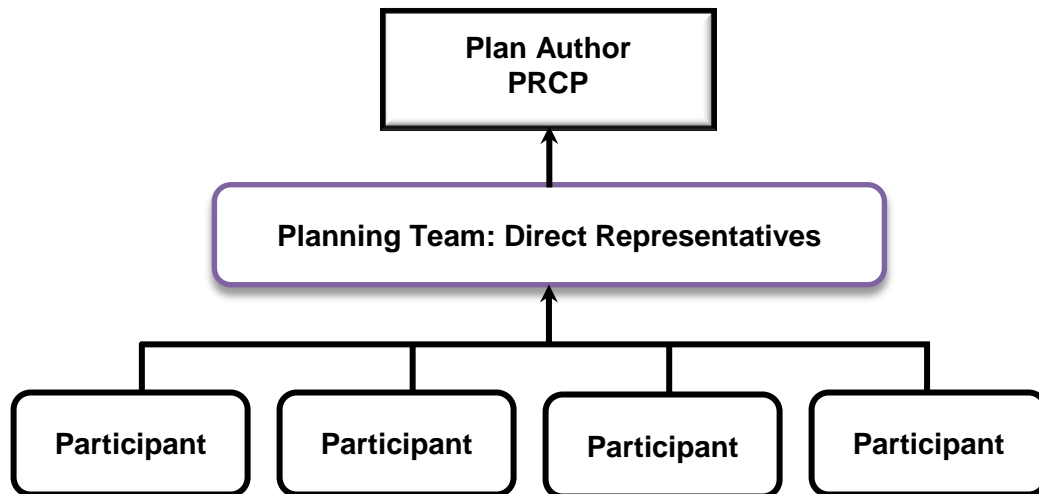 Plan Author
PRCP
Planning Team: Direct Representatives
Participant
Participant
Participant
Participant